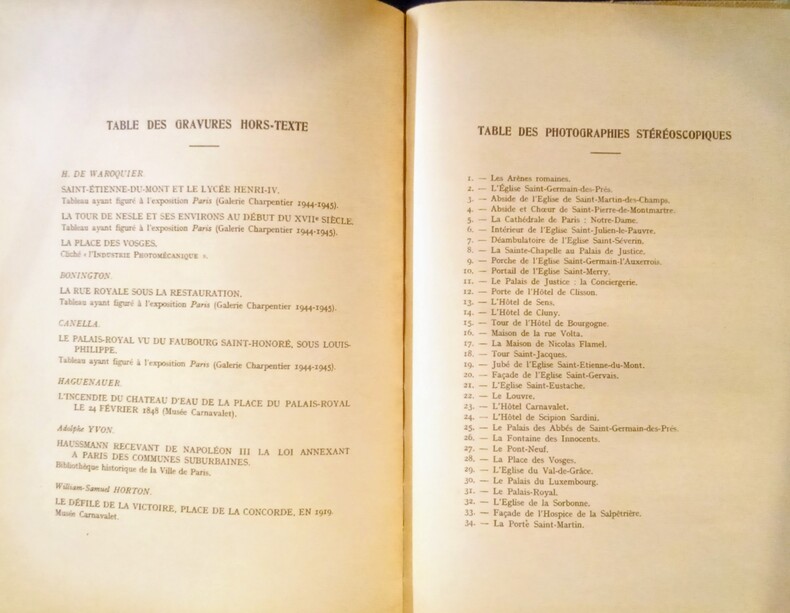 TABLE DES GRAVURES HORS-TEXTE
H. DE WAROQUIER.
SAINT-ÉTIENNE-DU-MONT ET LE LYCÉE HENRI-IV.
Tableau ayant figuré à l'exposition Paris (Galerie Charpentier 1944-1945).
LA TOUR DE NESLE ET SES ENVIRONS AU DÉBUT DU XVIIe SIÈCLE.
Tableau ayant figuré à l'exposition Paris (Galerie Charpentier 1944-1945).
LA PLACE DES VOSGES.
Cliché « l'INDUSTRIE PHOTOMÉCANIQUE ».
BONINGTON.
LA RUE ROYALE SOUS LA RESTAURATION.
Tableau ayant figuré à l'exposition Paris (Galerie Charpentier 1944-1945).
CANELLA.
LE PALAIS-ROYAL VU DU FAUBOURG SAINT-HONORÉ, SOUS LOUIS-
PHILIPPE.
Tableau ayant figuré à l'exposition Paris (Galerie Charpentier 1944-1945).
HAGUENAUER.
L'INCENDIE DU CHATEAU D'EAU DE LA PLACE DU PALAIS-ROYAL
LE 24 FÉVRIER 1848 (Musée Carnavalet).
Adolphe YVON.
HAUSSMANN RECEVANT DE NAPOLÉON III LA LOI ANNEXANT
A PARIS DES COMMUNES SUBURBAINES.
Bibliothèque historique de la Ville de Paris.
William-Samuel HORTON.
LE DÉFILÉ DE LA VICTOIRE, PLACE DE LA CONCORDE, EN 1919.
Musée Carnavalet.
TABLE DES PHOTOGRAPHIES STÉRÉOSCOPIQUES
1. — Les Arènes romaines.
2. — L'Église Saint-Germain-des-Prés.
3. — Abside de l'Eglise de Saint-Martin-des-Champs.
4. — Abside et Chœur de Saint-Pierre-de-Montmartre.
5. — La Cathédrale de Paris : Notre-Dame.
6. — Intérieur de l'Eglise Saint-Julien-le-Pauvre.
7. — Déambulatoire de l'Eglise Saint-Séverin.
8. — La Sainte-Chapelle au Palais de Justice.
9. — Porche de l'Eglise Saint-Germain-l'Auxerrois.
10. — Portail de l'Eglise Saint-Merry.
11. — Le Palais de Justice : la Conciergerie.
12. — Porte de l'Hôtel de Clisson.
13. — L'Hôtel de Sens.
14. — L'Hôtel de Cluny.
15. — Tour de l'Hôtel de Bourgogne.
16. — Maison de la rue Volta.
17. — La Maison de Nicolas Flamel.
18. — Tour Saint-Jacques.
19. — Jubé de l'Eglise Saint-Etienne-du-Mont.
20. — Façade de l'Eglise Saint-Gervais.
21. — L'Eglise Saint-Eustache.
22. — Le Louvre.
23. — L'Hôtel Carnavalet.
24. — L'Hôtel de Scipion Sardini.
25. — Le Palais des Abbés de Saint-Germain-des-Prés.
26. — La Fontaine des Innocents.
27. — Le Pont-Neuf.
28. — La Place des Vosges.
29. — L'Eglise du Val-de-Grâce.
30. — Le Palais du Luxembourg.
31. — Le Palais-Royal.
32. — L'Eglise de la Sorbonne.
33. — Façade de l'Hospice de la Salpêtrière.
34. — La Porte Saint-Martin.